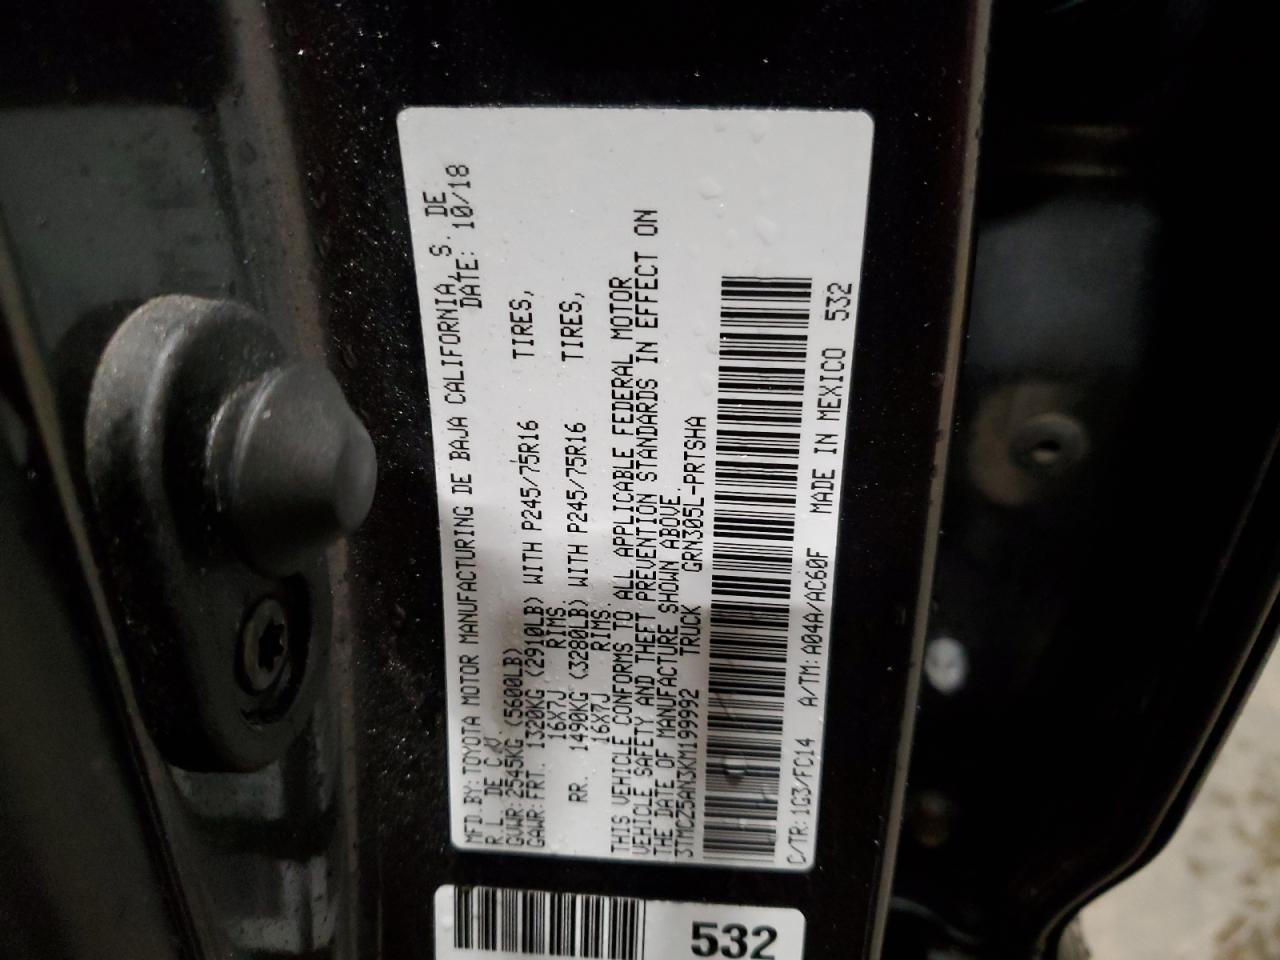 MFD. BY: TOYOTA MOTOR MANUFACTURING DE BAJA CALIFORNIA, S. DE
R. L. DE C.V. DATE: 10/18
GVWR: 2545KG (5600LB)
GAWR: FRT. 1320KG (2910LB) WITH P245/75R16 TIRES,
16X7J RIMS.
RR. 1490KG (3280LB) WITH P245/75R16 TIRES,
16X7J RIMS.
THIS VEHICLE CONFORMS TO ALL APPLICABLE FEDERAL MOTOR
VEHICLE SAFETY AND THEFT PREVENTION STANDARDS IN EFFECT ON
THE DATE OF MANUFACTURE SHOWN ABOVE.
3TMCZ5AN3KM199992 TRUCK GRN305L-PRTSHA
C/TR: 1G3/FC14 A/TM: A04A/AC60F MADE IN MEXICO 532
532